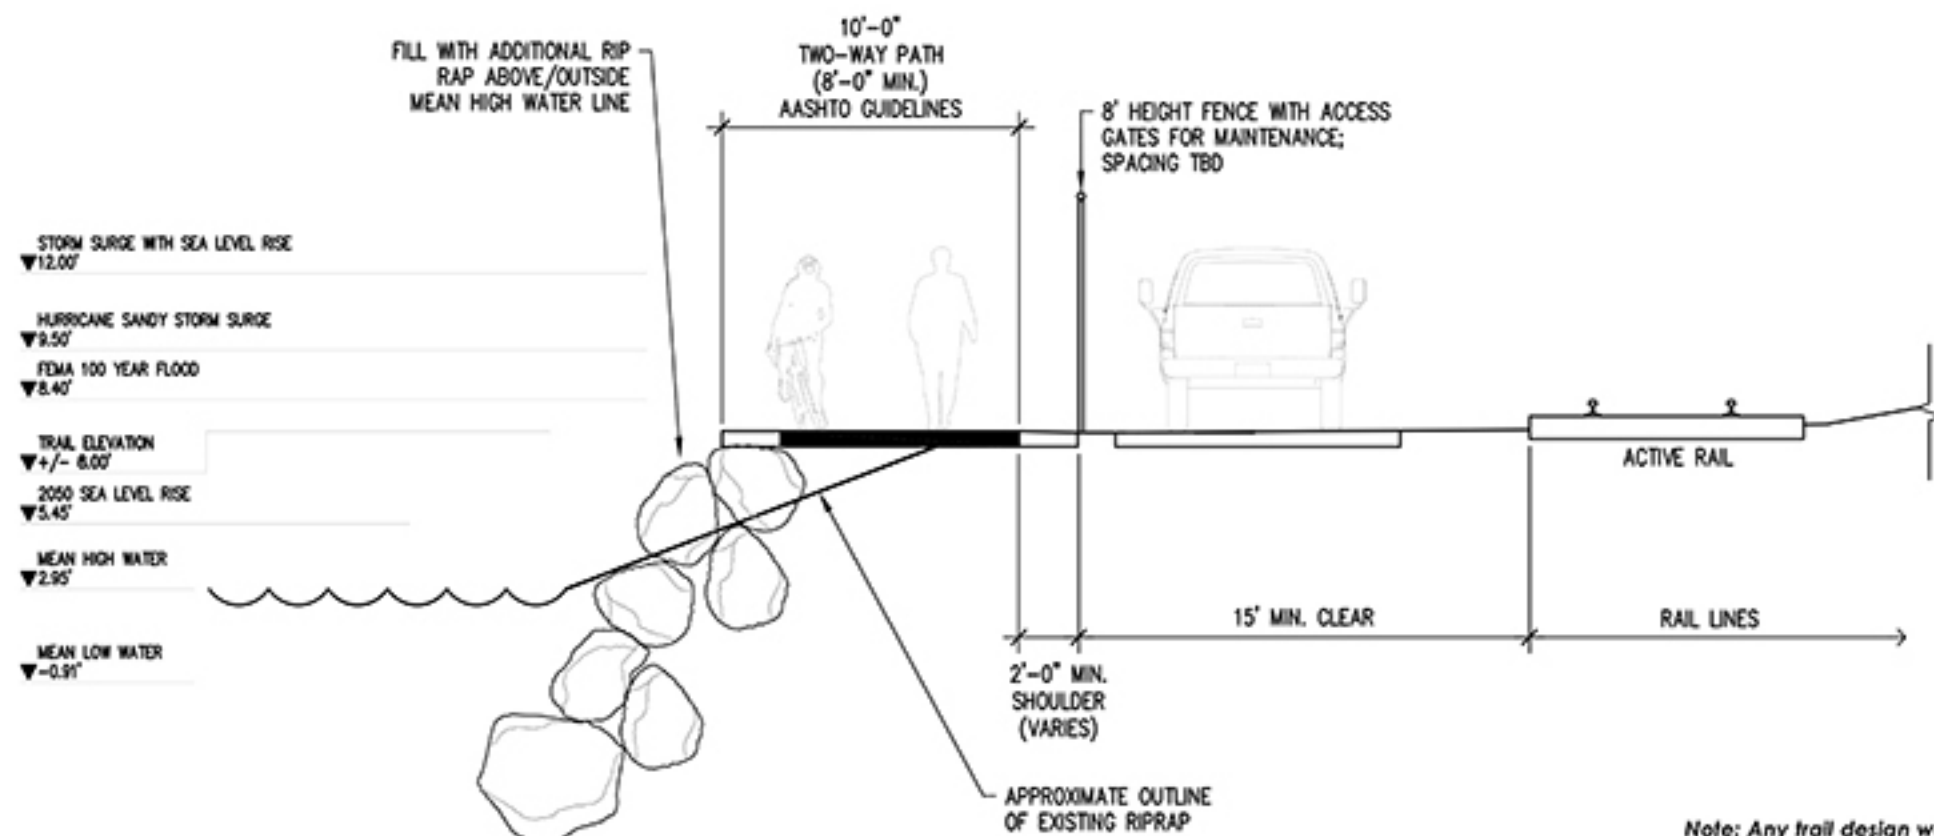 10'-0"
TWO-WAY PATH
(8'-0" MIN.)
AASHTO GUIDELINES
FILL WITH ADDITIONAL RIP
RAP ABOVE/OUTSIDE
MEAN HIGH WATER LINE
8' HEIGHT FENCE WITH ACCESS
GATES FOR MAINTENANCE;
SPACING TBD
STORM SURGE WITH SEA LEVEL RISE
12.00'
HURRICANE SANDY STORM SURGE
9.50'
FEMA 100 YEAR FLOOD
8.40'
TRAIL ELEVATION
+/- 8.00'
2050 SEA LEVEL RISE
5.45'
MEAN HIGH WATER
2.95'
MEAN LOW WATER
-0.91'
ACTIVE RAIL
15' MIN. CLEAR
RAIL LINES
2'-0" MIN.
SHOULDER
(VARIES)
APPROXIMATE OUTLINE
OF EXISTING RIPRAP
Note: Any trail design w